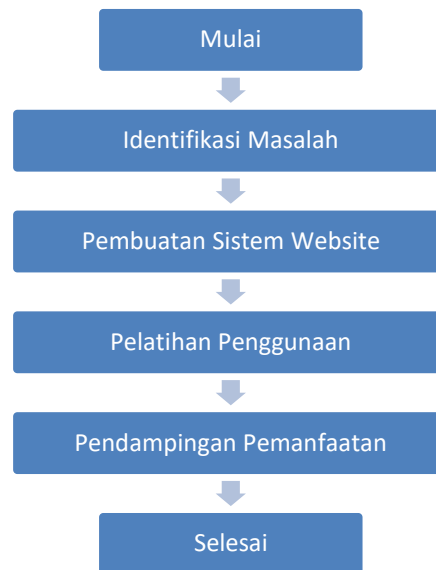 Mulai
Identifikasi Masalah
Pembuatan Sistem Website
Pelatihan Penggunaan
Pendampingan Pemanfaatan
Selesai